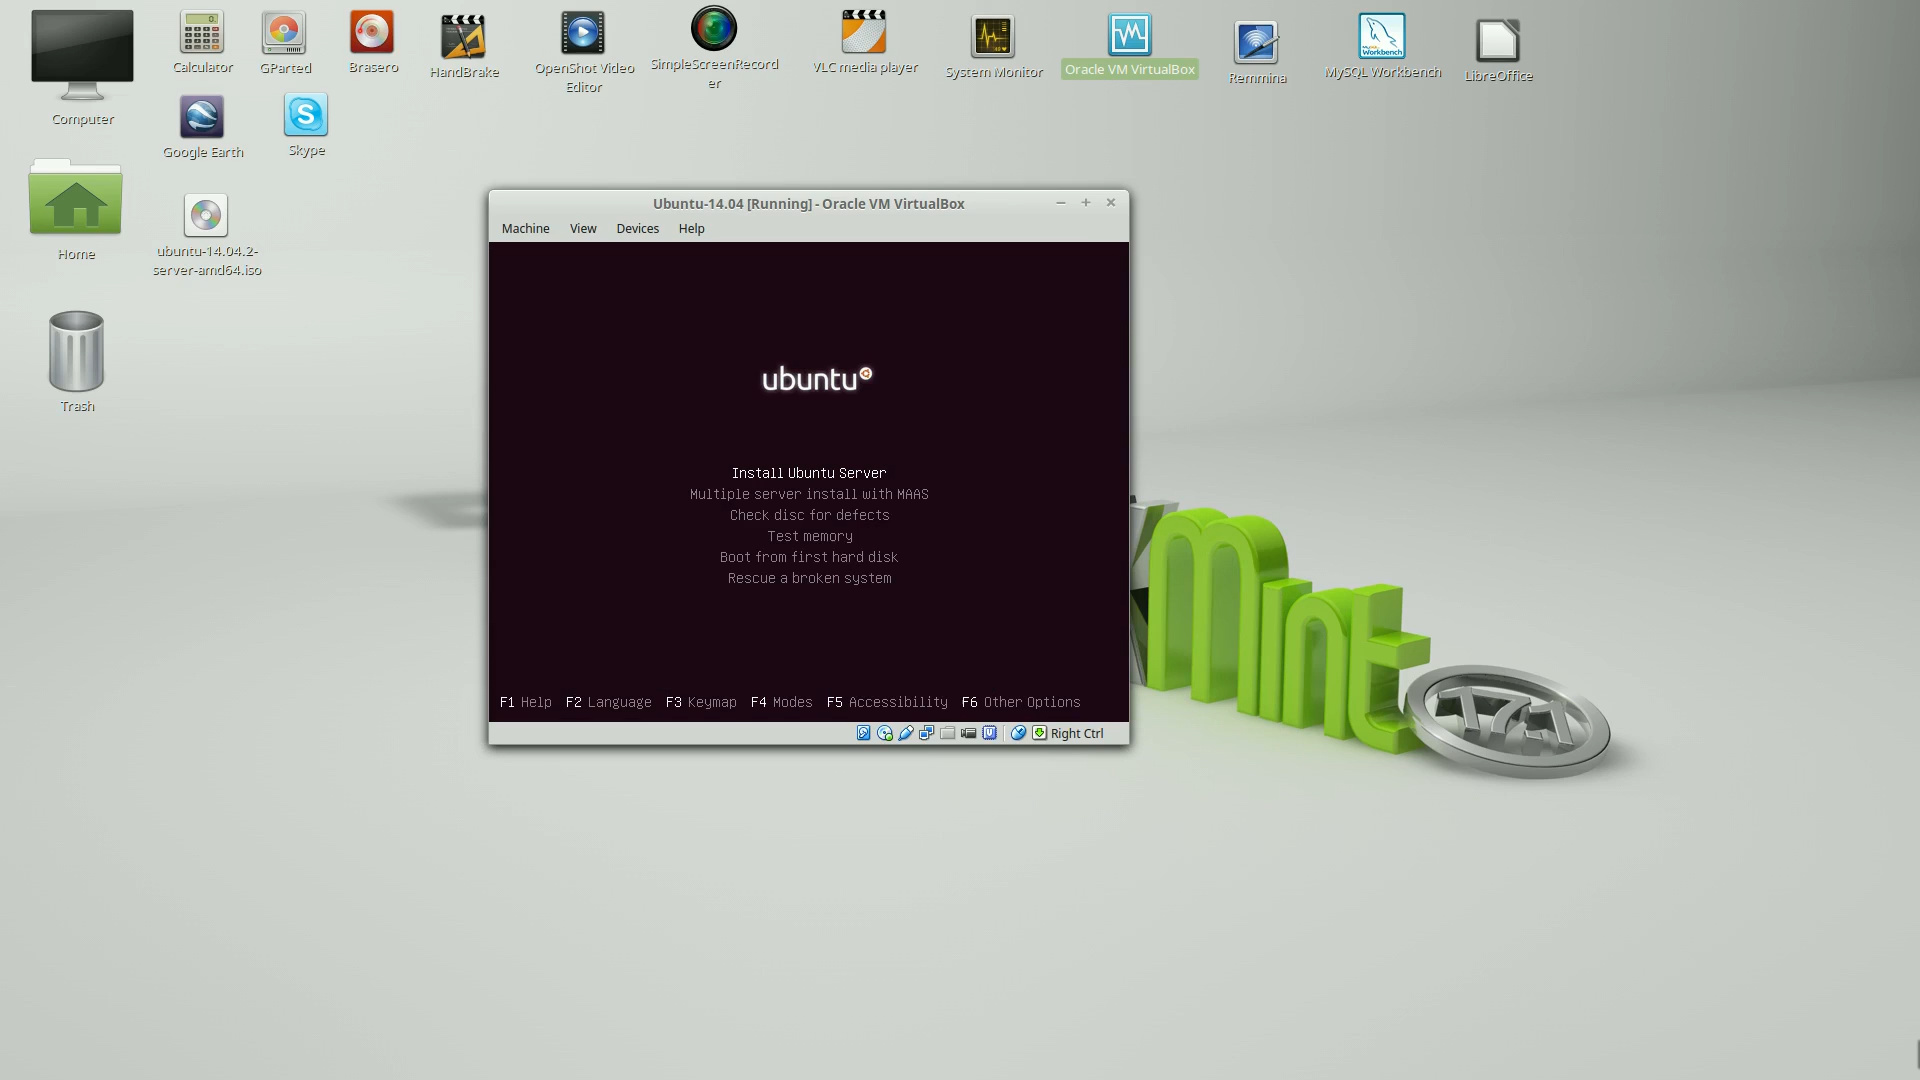 Calculator
GParted
Brasero
HandBrake
OpenShot Video
Editor
SimpleScreenRecord
er
VLC media player
System Monitor
Oracle VM VirtualBox
Remmina
MySQL Workbench
LibreOffice
Computer
Google Earth
Skype
Home
ubuntu-14.04.2-
server-amd64.iso
Trash
Ubuntu-14.04 [Running] - Oracle VM VirtualBox
Machine View Devices Help
ubuntu
Install Ubuntu Server
Multiple server install with MAAS
Check disc for defects
Test memory
Boot from first hard disk
Rescue a broken system
F1 Help F2 Language F3 Keymap F4 Modes F5 Accessibility F6 Other Options
Right Ctrl
Mint
17.1